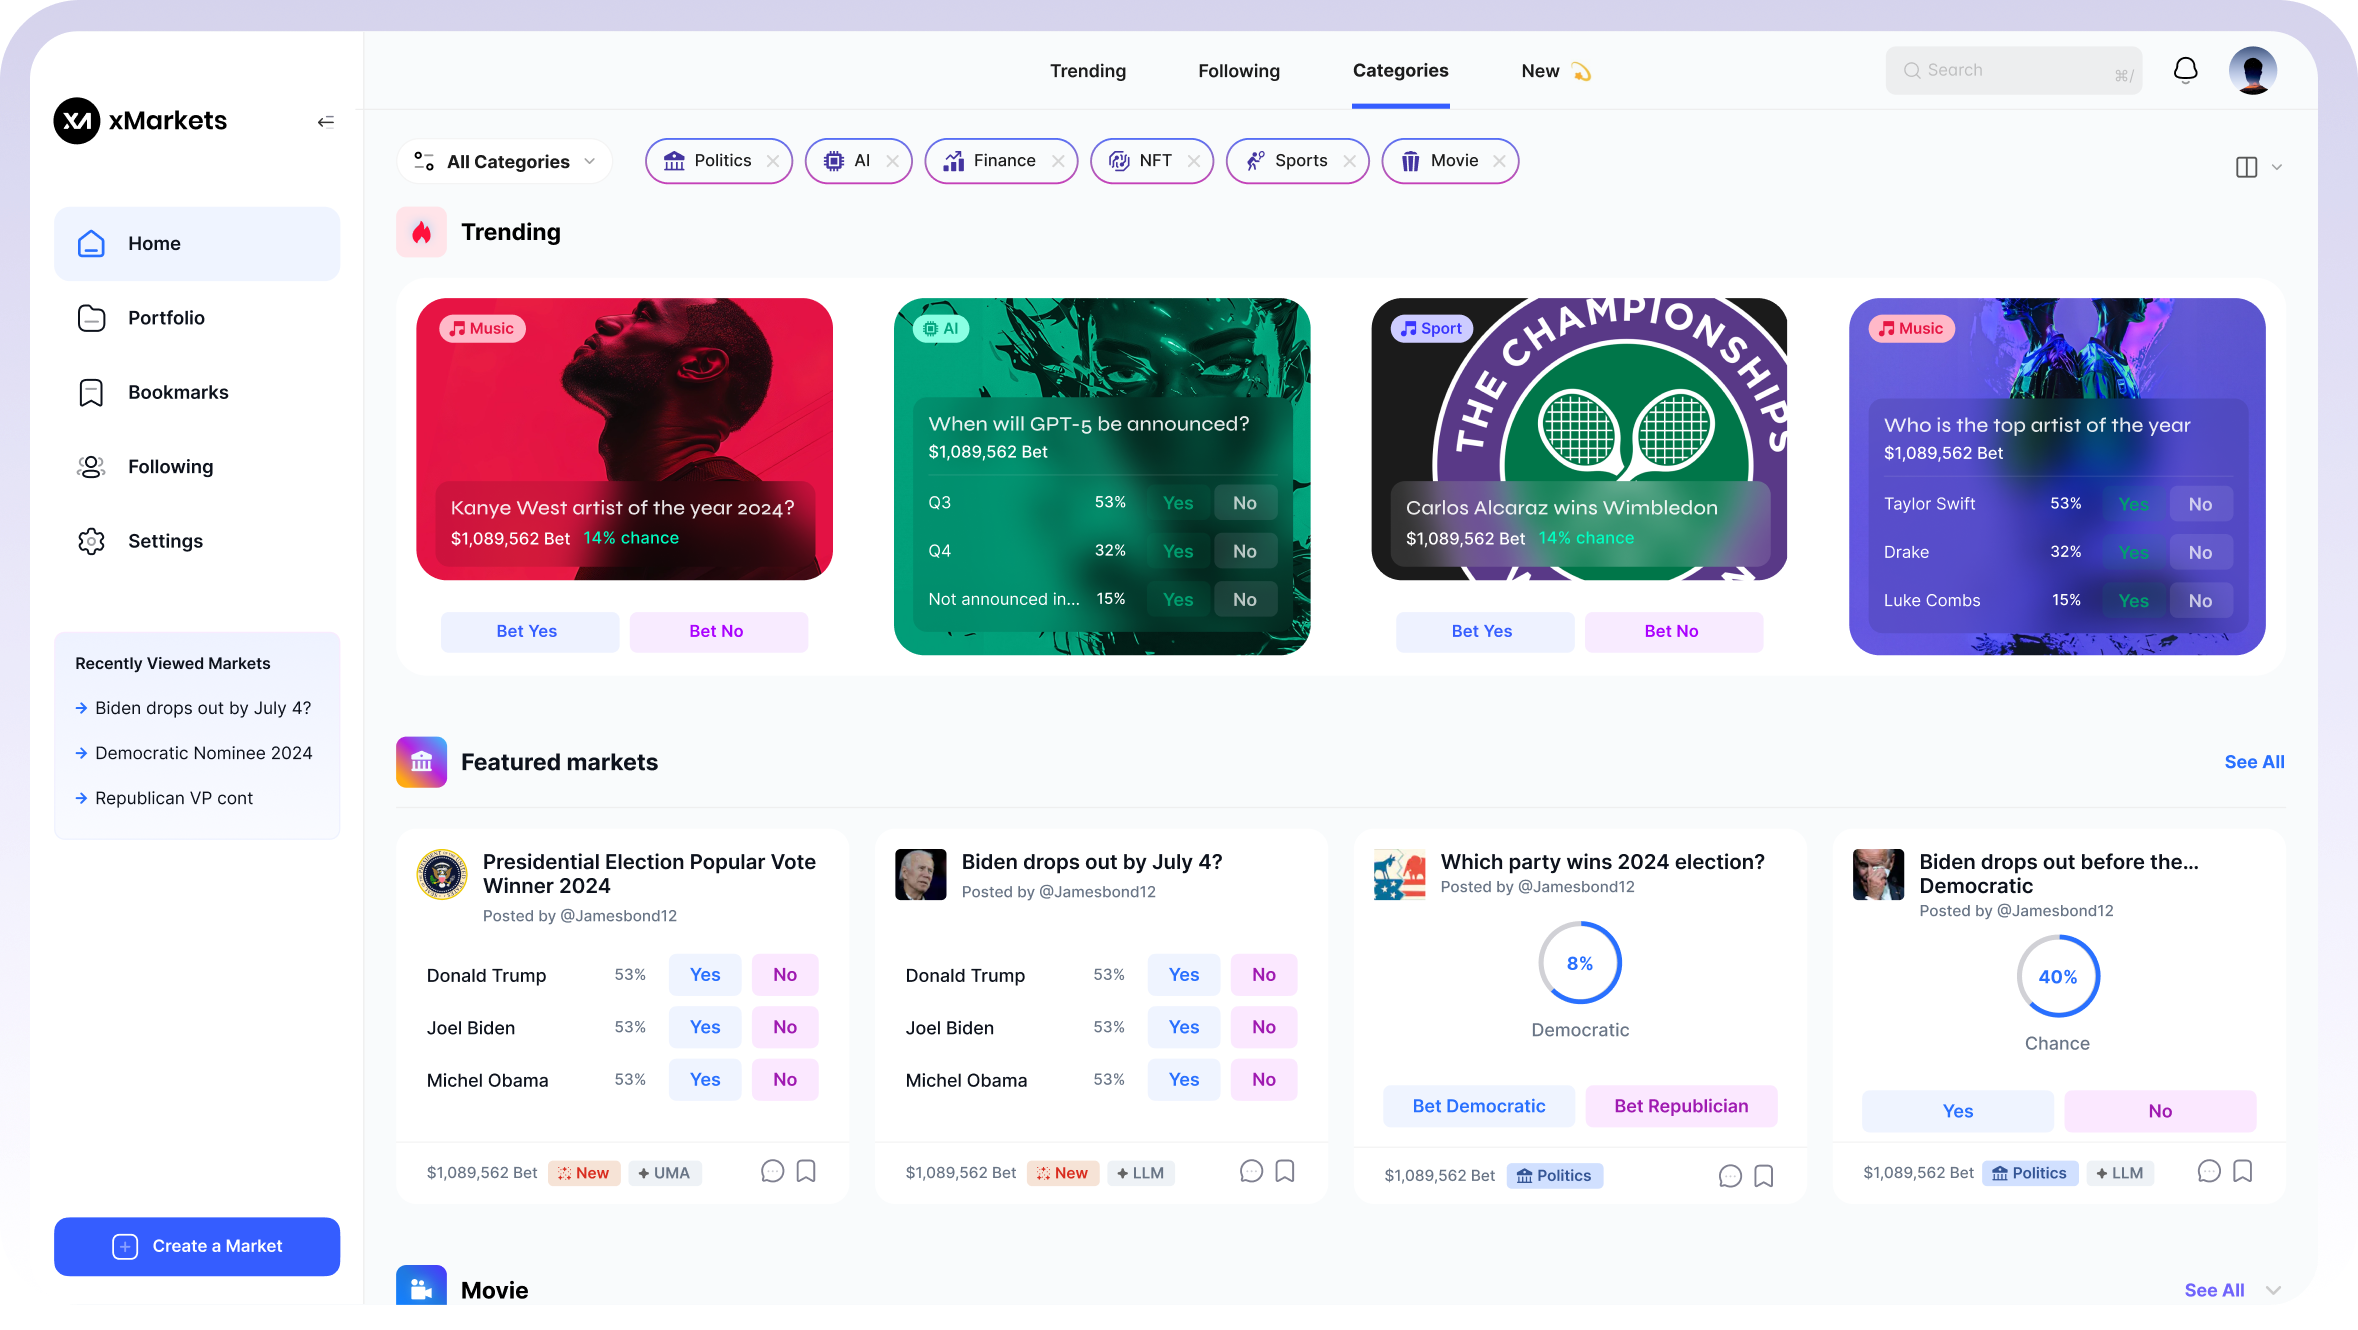 xMarkets
Home
Portfolio
Bookmarks
Following
Settings
Recently Viewed Markets
Biden drops out by July 4?
Democratic Nominee 2024
Republican VP cont
Create a Market
Trending
Following
Categories
New
Search
⌘/
All Categories
Politics
AI
Finance
NFT
Sports
Movie
Trending
Music
Kanye West artist of the year 2024?
$1,089,562 Bet 14% chance
Bet Yes
Bet No
AI
When will GPT-5 be announced?
$1,089,562 Bet
Q3 53% Yes No
Q4 32% Yes No
Not announced in... 15% Yes No
Sport
THE CHAMPIONSHIPS
Carlos Alcaraz wins Wimbledon
$1,089,562 Bet 14% chance
Bet Yes
Bet No
Music
Who is the top artist of the year
$1,089,562 Bet
Taylor Swift 53% Yes No
Drake 32% Yes No
Luke Combs 15% Yes No
Featured markets
See All
Presidential Election Popular Vote
Winner 2024
Posted by @Jamesbond12
Donald Trump 53% Yes No
Joel Biden 53% Yes No
Michel Obama 53% Yes No
$1,089,562 Bet New UMA
Biden drops out by July 4?
Posted by @Jamesbond12
Donald Trump 53% Yes No
Joel Biden 53% Yes No
Michel Obama 53% Yes No
$1,089,562 Bet New LLM
Which party wins 2024 election?
Posted by @Jamesbond12
8%
Democratic
Bet Democratic
Bet Republician
$1,089,562 Bet Politics
Biden drops out before the...
Democratic
Posted by @Jamesbond12
40%
Chance
Yes
No
$1,089,562 Bet Politics LLM
Movie
See All